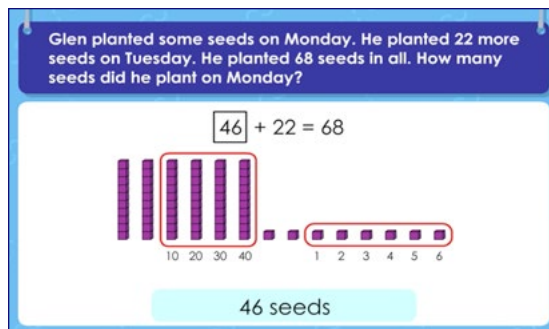 Glen planted some seeds on Monday. He planted 22 more
seeds on Tuesday. He planted 68 seeds in all. How many
seeds did he plant on Monday?
46 + 22 = 68
10 20 30 40 1 2 3 4 5 6
46 seeds